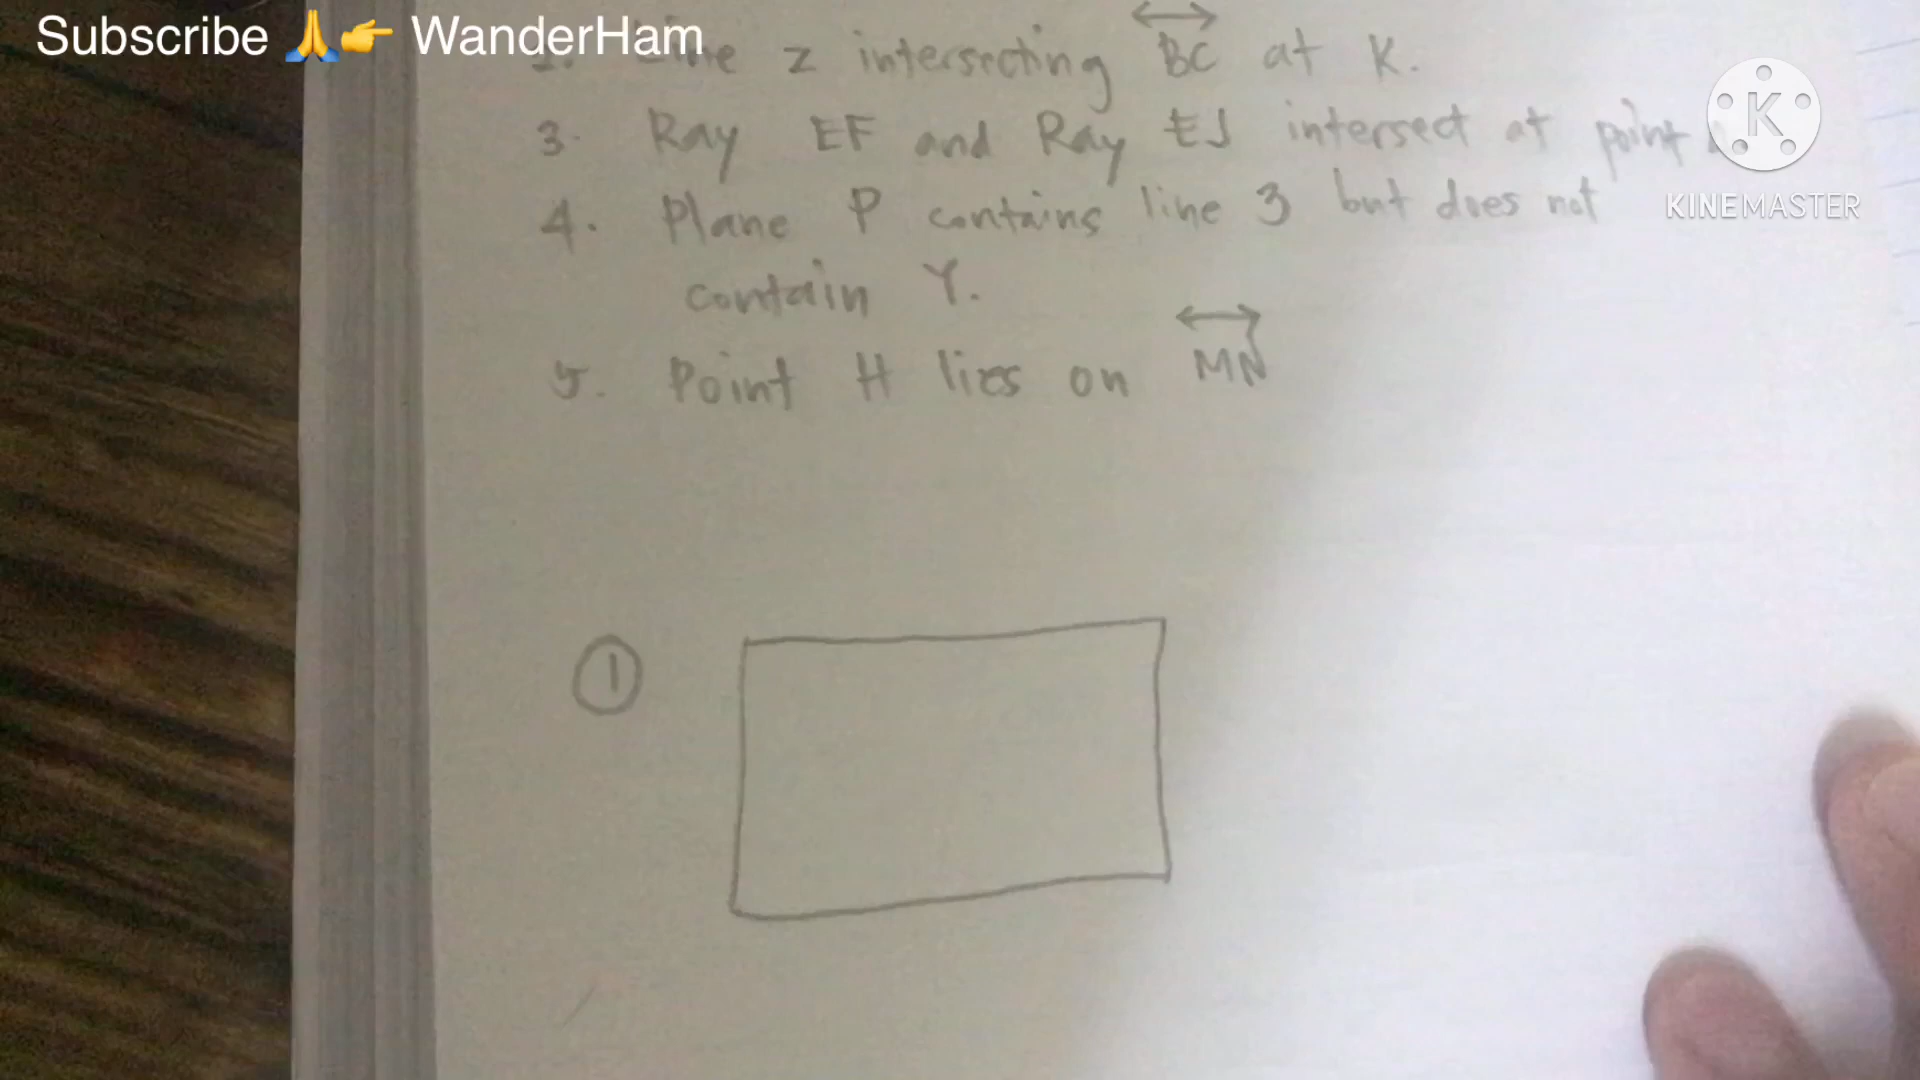 Subscribe 🙏👉 WanderHam
z intersecting BC at K.
3. Ray EF and Ray EJ intersect at point
4. Plane P contains line 3 but does not
contain Y.
5. Point H lies on MN
K
KINEMASTER
1